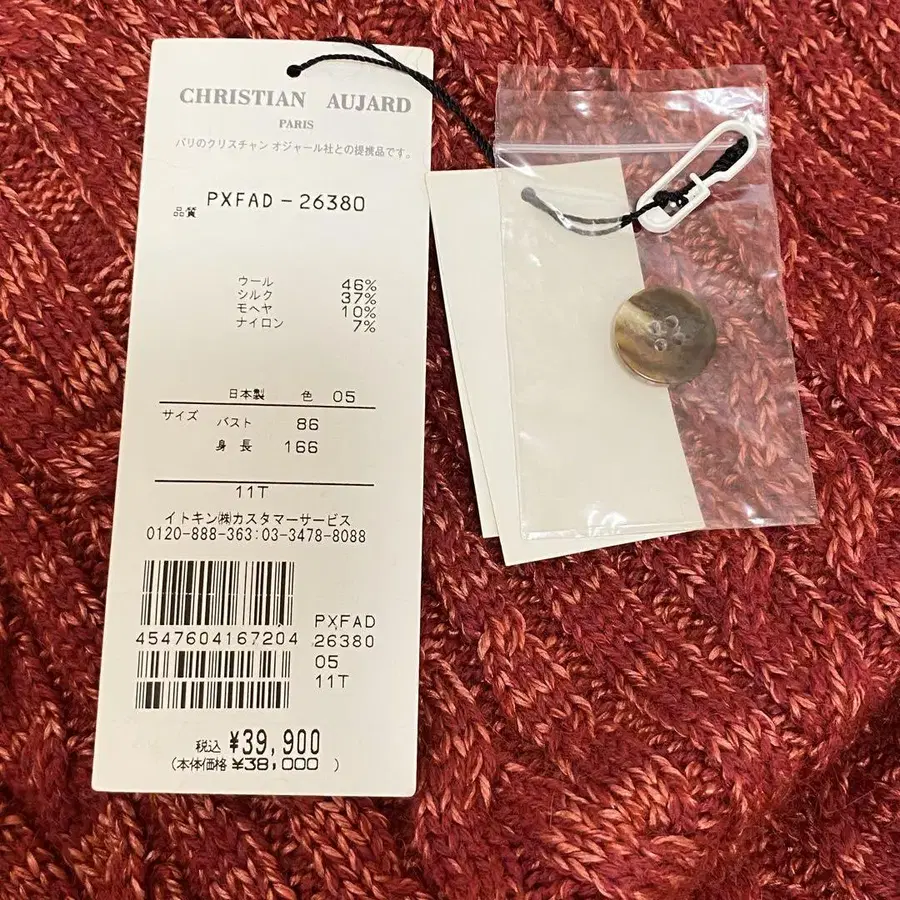 CHRISTIAN AUJARD
PARIS
パリのクリスチャン オジャール社との提携品です。
品質 PXFAD-26380
ウール 46%
シルク 37%
モヘヤ 10%
ナイロン 7%
日本製 色 05
サイズ バスト 86
身長 166
11T
イトキン㈱カスタマーサービス
0120-888-363:03-3478-8088
4547604167204
PXFAD
26380
05
11T
税込 ¥39,900
(本体価格 ¥38,000 )